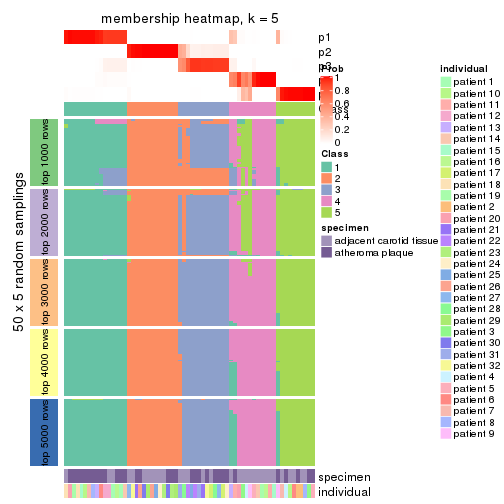 membership heatmap, k = 5
p1
p2
p3
Prob
1
0.8
0.6
0.4
0.2
0
Class
1
2
3
4
5
specimen
adjacent carotid tissue
atheroma plaque
individual
patient 1
patient 10
patient 11
patient 12
patient 13
patient 14
patient 15
patient 16
patient 17
patient 18
patient 19
patient 2
patient 20
patient 21
patient 22
patient 23
patient 24
patient 25
patient 26
patient 27
patient 28
patient 29
patient 3
patient 30
patient 31
patient 32
patient 4
patient 5
patient 6
patient 7
patient 8
patient 9
50 x 5 random samplings
top 1000 rows
top 2000 rows
top 3000 rows
top 4000 rows
top 5000 rows
specimen
individual